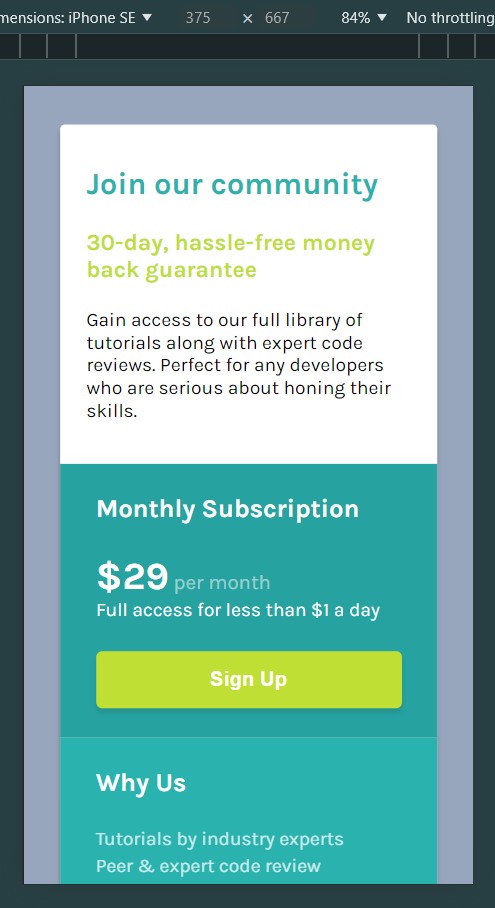 mensions: iPhone SE ▼ 375 × 667 84% ▼ No throttling
Join our community
30-day, hassle-free money
back guarantee
Gain access to our full library of
tutorials along with expert code
reviews. Perfect for any developers
who are serious about honing their
skills.
Monthly Subscription
$29 per month
Full access for less than $1 a day
Sign Up
Why Us
Tutorials by industry experts
Peer & expert code review